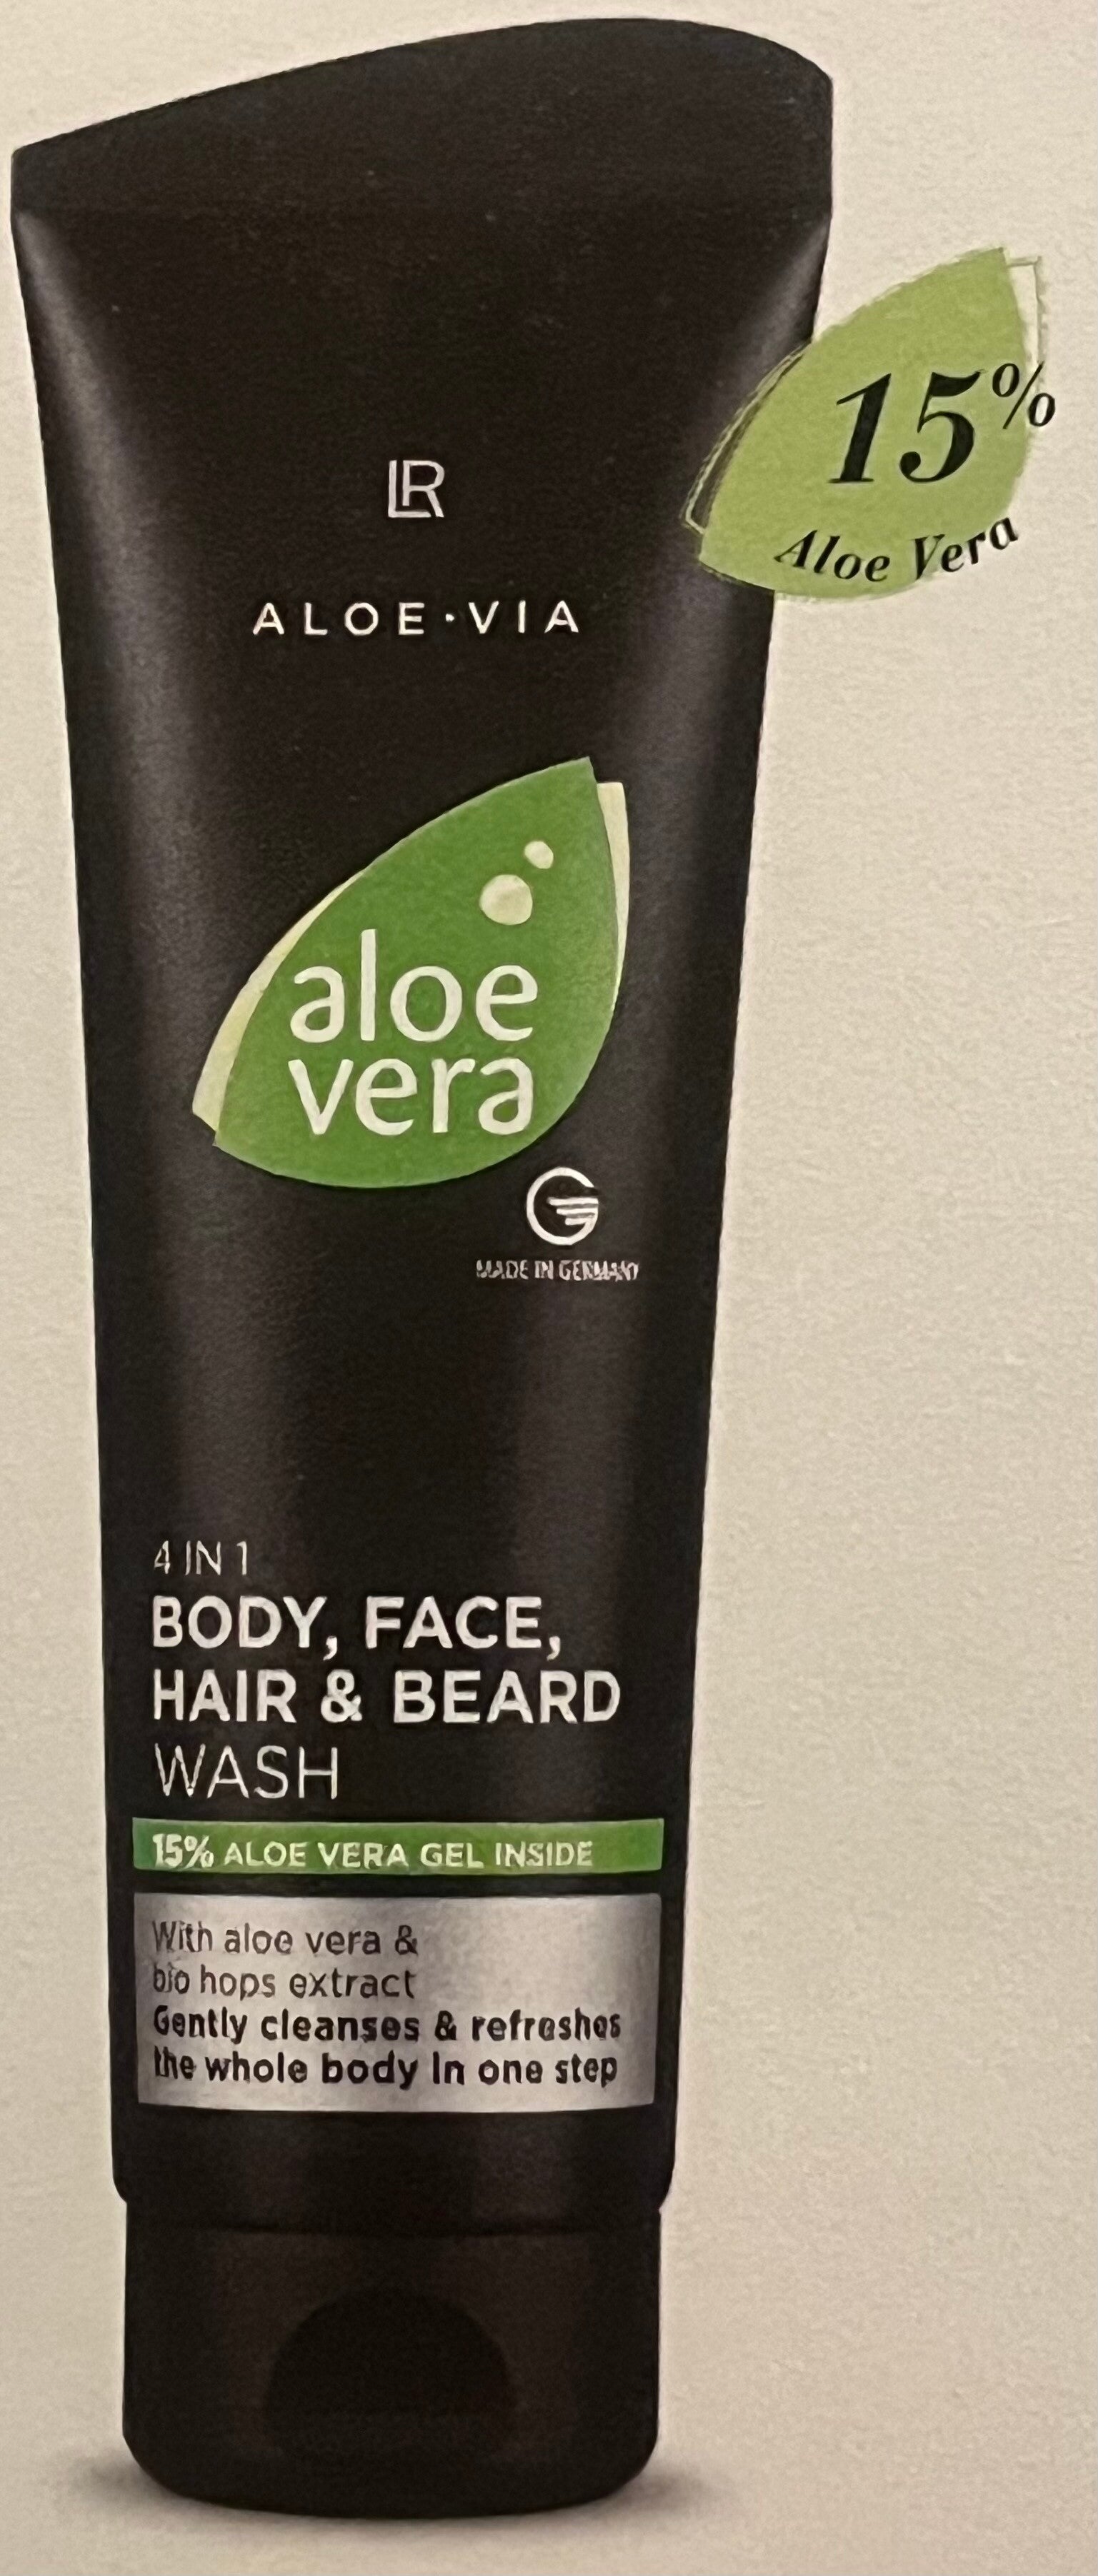 LR
ALOE·VIA
15%
Aloe Vera
aloe
vera
MADE IN GERMANY
4 IN 1
BODY, FACE,
HAIR & BEARD
WASH
15% ALOE VERA GEL INSIDE
With aloe vera &
bio hops extract
Gently cleanses & refreshes
the whole body in one step